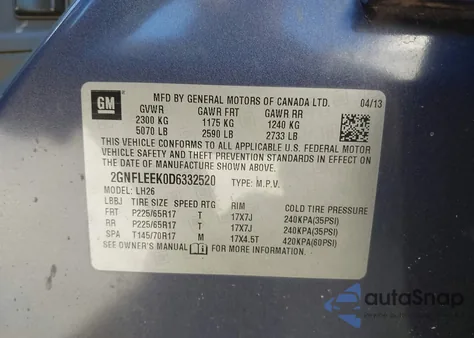 GM
MFD BY GENERAL MOTORS OF CANADA LTD. 04/13
GVWR GAWR FRT GAWR RR
2300 KG 1175 KG 1240 KG
5070 LB 2590 LB 2733 LB
THIS VEHICLE CONFORMS TO ALL APPLICABLE U.S. FEDERAL MOTOR
VEHICLE SAFETY AND THEFT PREVENTION STANDARDS IN EFFECT ON THE
DATE OF MANUFACTURE SHOWN ABOVE.
2GNFLEEK0D6332520 TYPE: M.P.V.
MODEL: LH26
LBBJ TIRE SIZE SPEED RTG RIM COLD TIRE PRESSURE
FRT P225/65R17 T 17X7J 240KPA(35PSI)
RR P225/65R17 T 17X7J 240KPA(35PSI)
SPA T145/70R17 M 17X4.5T 420KPA(60PSI)
SEE OWNER'S MANUAL FOR MORE INFORMATION.
autoSnap